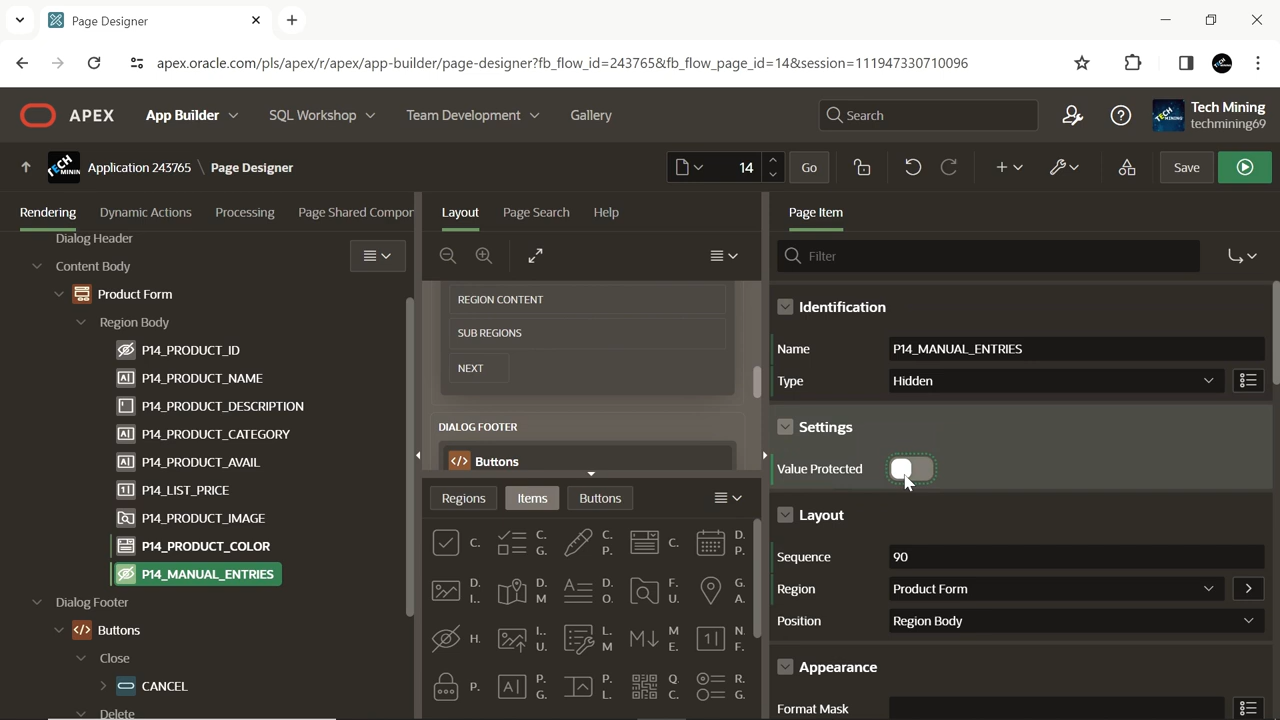 Page Designer
apex.oracle.com/pls/apex/r/apex/app-builder/page-designer?fb_flow_id=243765&fb_flow_page_id=14&session=111947330710096
APEX App Builder SQL Workshop Team Development Gallery Search Tech Mining
techmining69
Application 243765 \ Page Designer 14 Go Save
Rendering Dynamic Actions Processing Page Shared Compor
Layout Page Search Help
Page Item
Dialog Header
Content Body
Product Form
Region Body
P14_PRODUCT_ID
P14_PRODUCT_NAME
P14_PRODUCT_DESCRIPTION
P14_PRODUCT_CATEGORY
P14_PRODUCT_AVAIL
P14_LIST_PRICE
P14_PRODUCT_IMAGE
P14_PRODUCT_COLOR
P14_MANUAL_ENTRIES
Dialog Footer
Buttons
Close
CANCEL
Delete
REGION CONTENT
SUB REGIONS
NEXT
DIALOG FOOTER
Buttons
Regions Items Buttons
C. C. G. C. P. C. D. P.
D. I.. D. M D. O. F. U. G. A.
H. I.. U. L. M M E. N. F.
P. P. G. P. L. Q. C. R. G.
Filter
Identification
Name P14_MANUAL_ENTRIES
Type Hidden
Settings
Value Protected
Layout
Sequence 90
Region Product Form
Position Region Body
Appearance
Format Mask